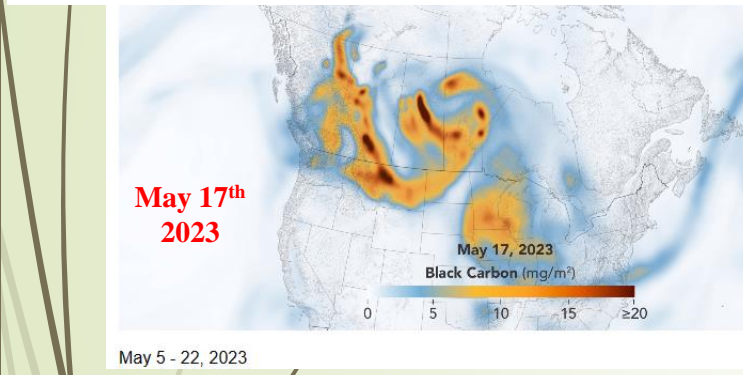 May 17th
2023
May 17, 2023
Black Carbon (mg/m²)
0 5 10 15 ≥20
May 5 - 22, 2023